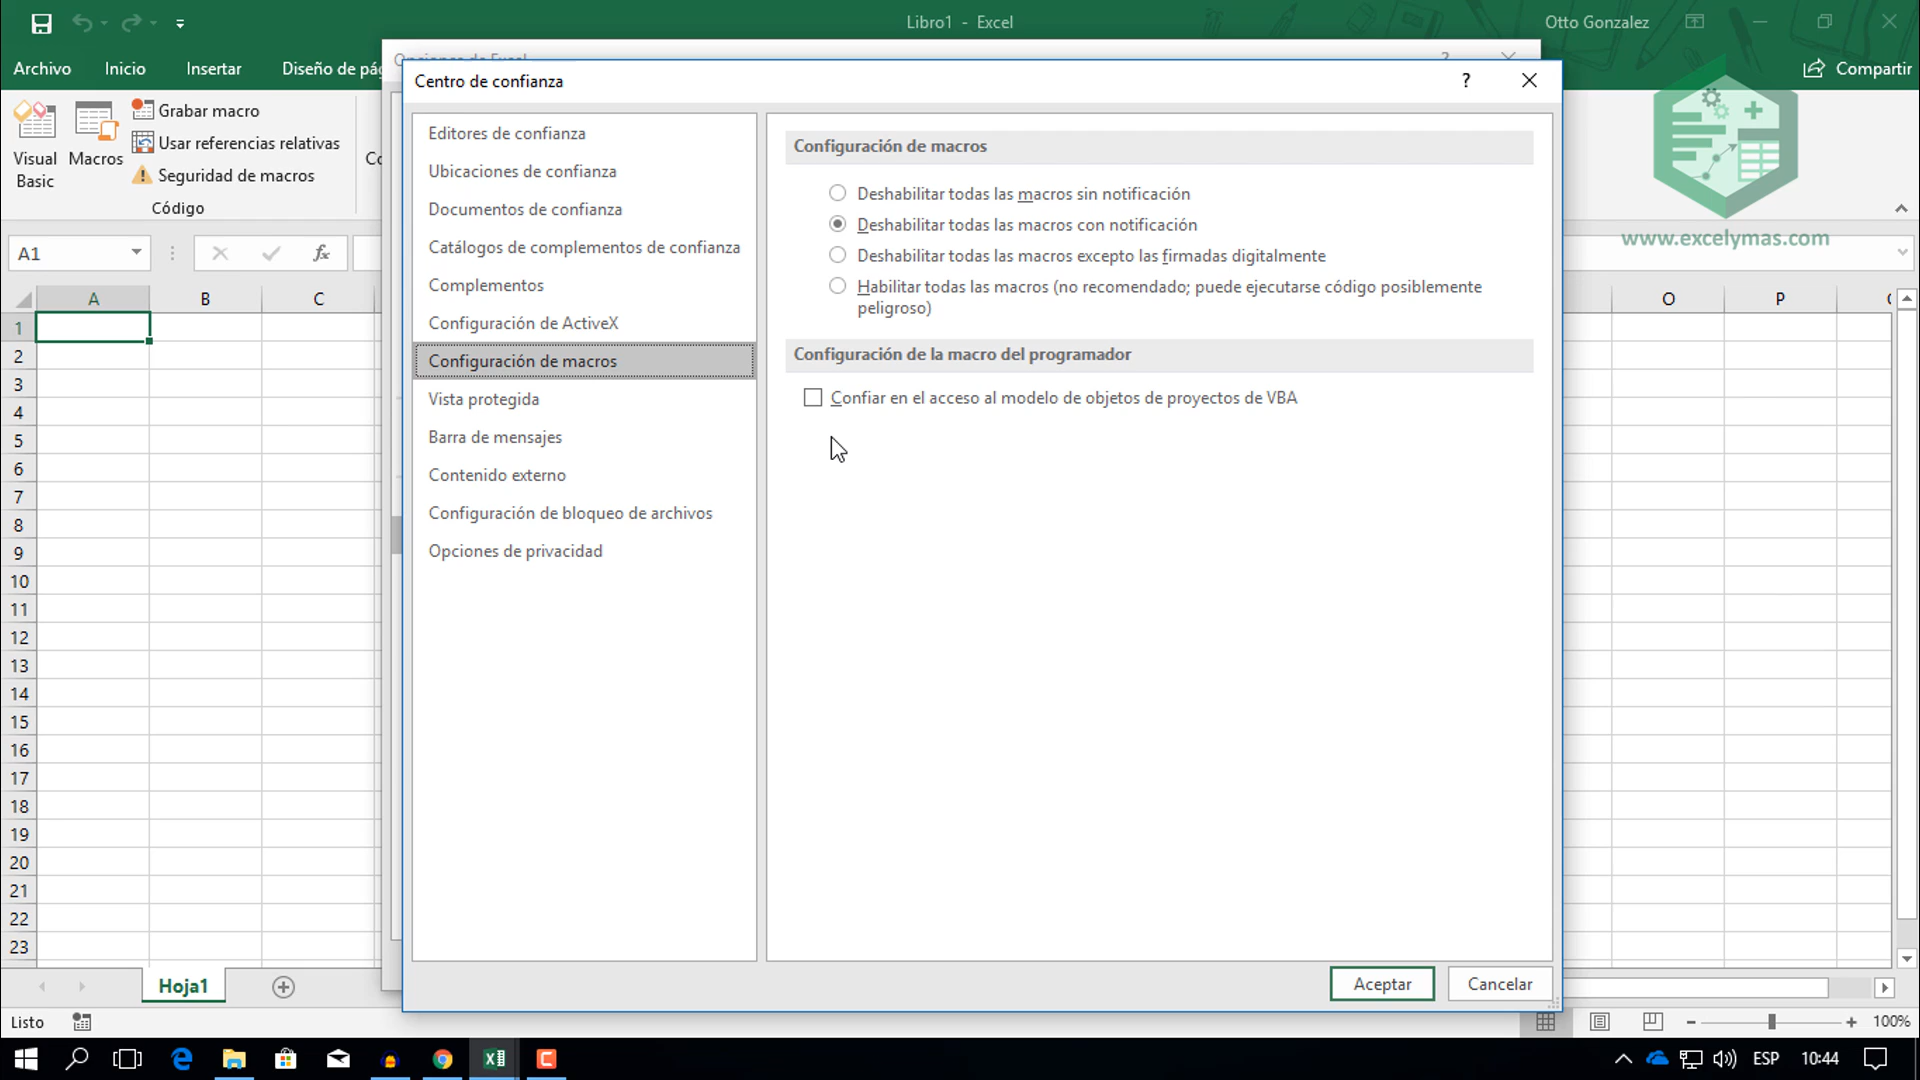 Libro1 - Excel
Otto Gonzalez
Archivo
Inicio
Insertar
Diseño de pág
Compartir
Opciones de Excel
?
Centro de confianza
?
Visual
Basic
Macros
Grabar macro
Usar referencias relativas
Seguridad de macros
Código
Co
www.excelymas.com
A1
fx
A
B
C
O
P
1
2
3
4
5
6
7
8
9
10
11
12
13
14
15
16
17
18
19
20
21
22
23
Editores de confianza
Ubicaciones de confianza
Documentos de confianza
Catálogos de complementos de confianza
Complementos
Configuración de ActiveX
Configuración de macros
Vista protegida
Barra de mensajes
Contenido externo
Configuración de bloqueo de archivos
Opciones de privacidad
Configuración de macros
Deshabilitar todas las macros sin notificación
Deshabilitar todas las macros con notificación
Deshabilitar todas las macros excepto las firmadas digitalmente
Habilitar todas las macros (no recomendado; puede ejecutarse código posiblemente
peligroso)
Configuración de la macro del programador
Confiar en el acceso al modelo de objetos de proyectos de VBA
Aceptar
Cancelar
Hoja1
Listo
100%
ESP
10:44